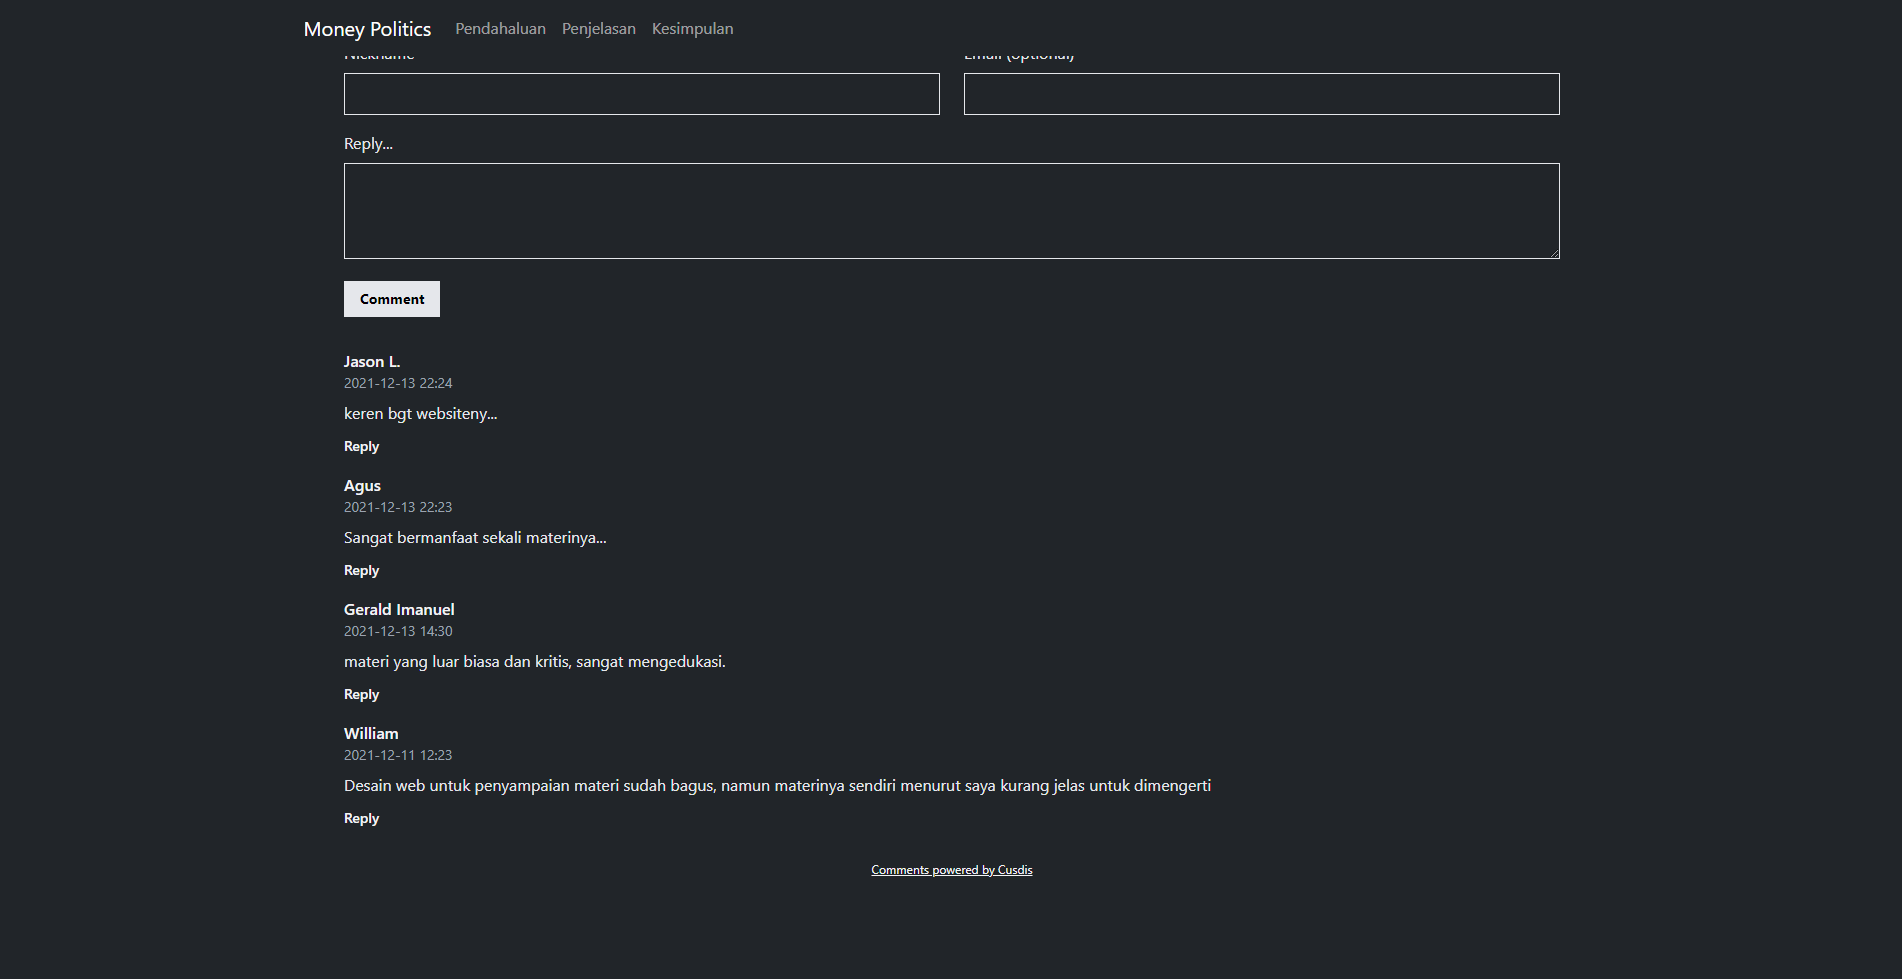 Money Politics Pendahaluan Penjelasan Kesimpulan
Nickname Email (optional)
Reply...
Comment
Jason L.
2021-12-13 22:24
keren bgt websiteny...
Reply
Agus
2021-12-13 22:23
Sangat bermanfaat sekali materinya...
Reply
Gerald Imanuel
2021-12-13 14:30
materi yang luar biasa dan kritis, sangat mengedukasi.
Reply
William
2021-12-11 12:23
Desain web untuk penyampaian materi sudah bagus, namun materinya sendiri menurut saya kurang jelas untuk dimengerti
Reply
Comments powered by Cusdis